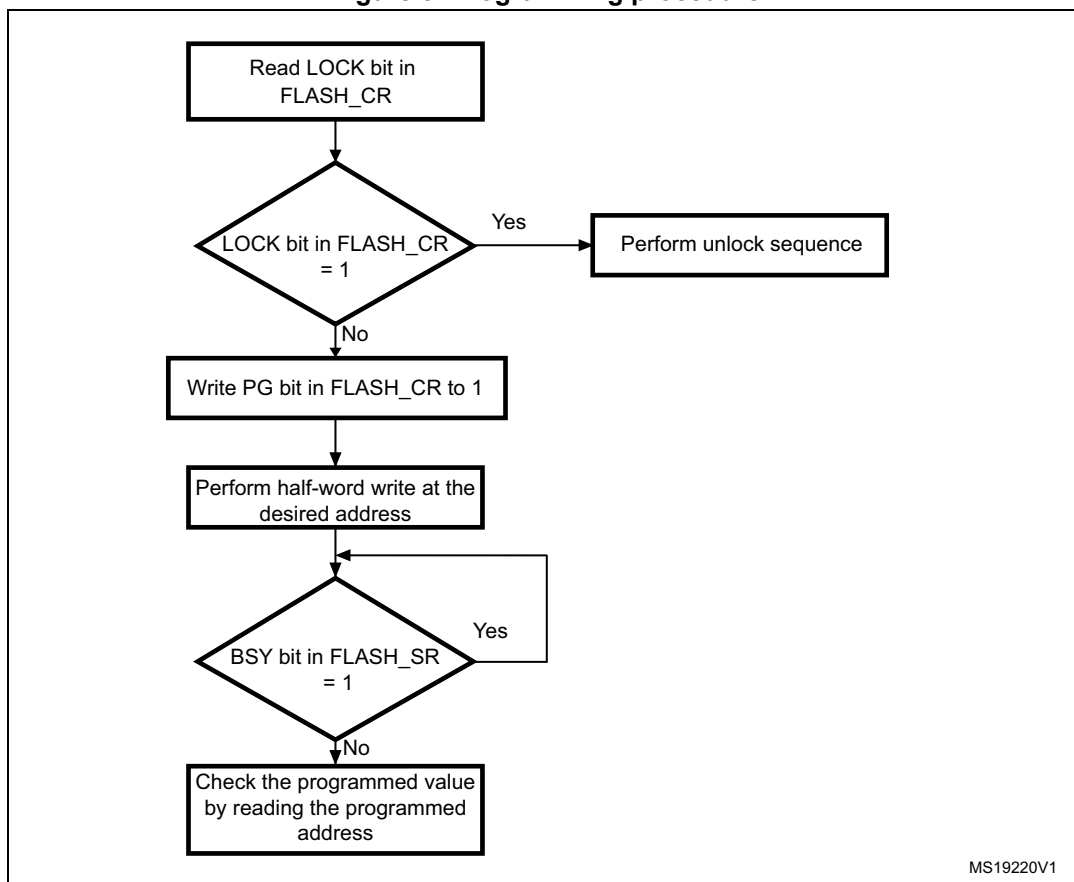 Read LOCK bit in
FLASH_CR
LOCK bit in FLASH_CR
= 1
Yes
Perform unlock sequence
No
Write PG bit in FLASH_CR to 1
Perform half-word write at the
desired address
BSY bit in FLASH_SR
= 1
Yes
No
Check the programmed value
by reading the programmed
address
MS19220V1